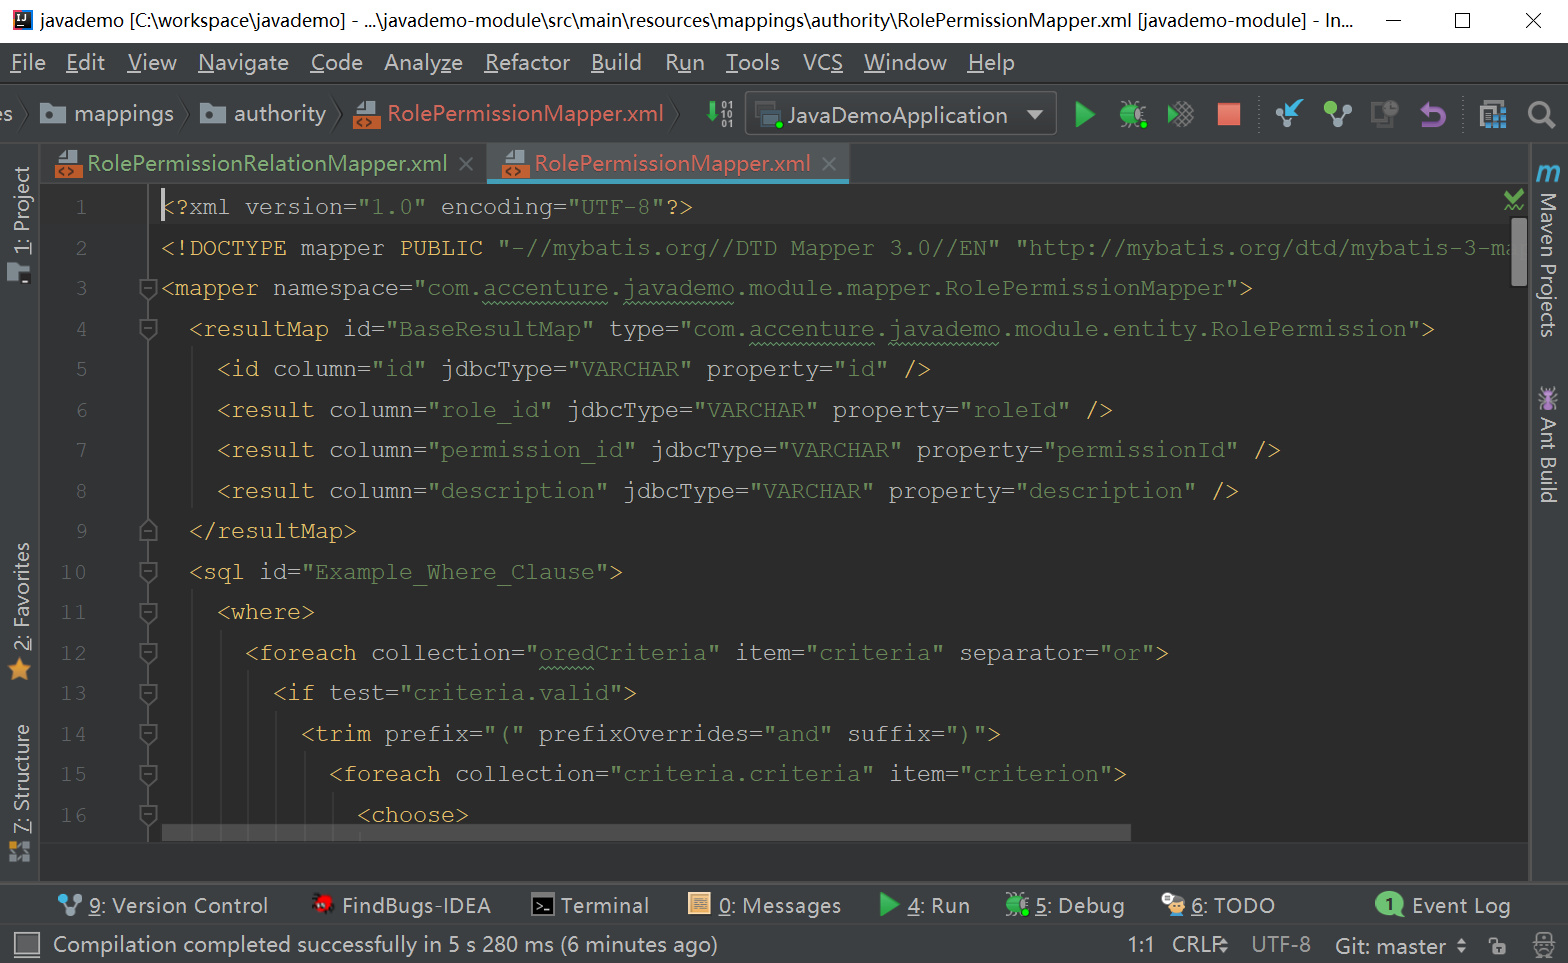 javademo [C:\workspace\javademo] - ...\javademo-module\src\main\resources\mappings\authority\RolePermissionMapper.xml [javademo-module] - In...
File Edit View Navigate Code Analyze Refactor Build Run Tools VCS Window Help
es mappings authority RolePermissionMapper.xml JavaDemoApplication
RolePermissionRelationMapper.xml RolePermissionMapper.xml
1: Project
2: Favorites
7: Structure
1 <?xml version="1.0" encoding="UTF-8"?>
2 <!DOCTYPE mapper PUBLIC "-//mybatis.org//DTD Mapper 3.0//EN" "http://mybatis.org/dtd/mybatis-3-ma
3 <mapper namespace="com.accenture.javademo.module.mapper.RolePermissionMapper">
4 <resultMap id="BaseResultMap" type="com.accenture.javademo.module.entity.RolePermission">
5 <id column="id" jdbcType="VARCHAR" property="id" />
6 <result column="role_id" jdbcType="VARCHAR" property="roleId" />
7 <result column="permission_id" jdbcType="VARCHAR" property="permissionId" />
8 <result column="description" jdbcType="VARCHAR" property="description" />
9 </resultMap>
10 <sql id="Example_Where_Clause">
11 <where>
12 <foreach collection="oredCriteria" item="criteria" separator="or">
13 <if test="criteria.valid">
14 <trim prefix="(" prefixOverrides="and" suffix=")">
15 <foreach collection="criteria.criteria" item="criterion">
16 <choose>
m Maven Projects
Ant Build
9: Version Control FindBugs-IDEA Terminal 0: Messages 4: Run 5: Debug 6: TODO 1 Event Log
Compilation completed successfully in 5 s 280 ms (6 minutes ago) 1:1 CRLF UTF-8 Git: master